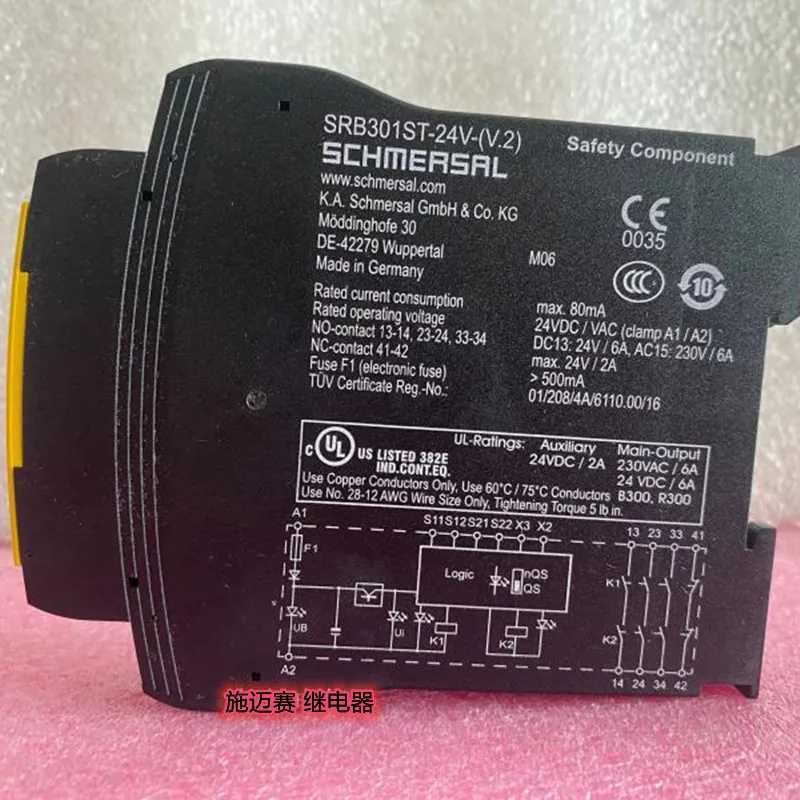 SRB301ST-24V-(V.2)
Safety Component
SCHMERSAL
www.schmersal.com
K.A. Schmersal GmbH & Co. KG
Möddinghofe 30
DE-42279 Wuppertal
Made in Germany
M06
CE
0035
CCC
10
Rated current consumption max. 80mA
Rated operating voltage 24VDC / VAC (clamp A1 / A2)
NO-contact 13-14, 23-24, 33-34 DC13: 24V / 6A, AC15: 230V / 6A
NC-contact 41-42 max. 24V / 2A
Fuse F1 (electronic fuse) > 500mA
TÜV Certificate Reg.-No.: 01/208/4A/6110.00/16
C UL US LISTED 382E
IND.CONT.EQ.
UL-Ratings: Auxiliary Main-Output
24VDC / 2A 230VAC / 6A
24 VDC / 6A
Use Copper Conductors Only, Use 60°C / 75°C Conductors B300, R300
Use No. 28-12 AWG Wire Size Only, Tightening Torque 5 lb in.
A1 S11 S12 S21 S22 X3 X2 13 23 33 41
F1
Logic nQS
QS
K1
UB Ui K1 K2 K2
A2 14 24 34 42
施迈赛 继电器